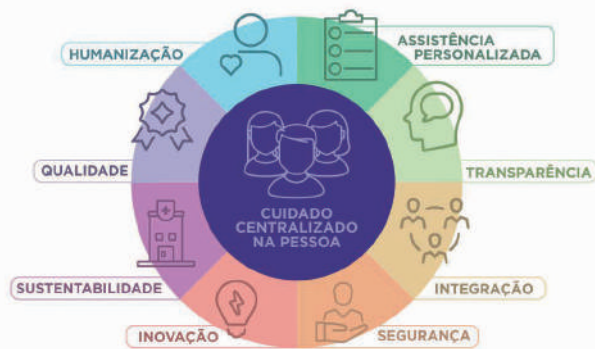 HUMANIZAÇÃO
ASSISTÊNCIA
PERSONALIZADA
QUALIDADE
CUIDADO
CENTRALIZADO
NA PESSOA
TRANSPARÊNCIA
SUSTENTABILIDADE
INTEGRAÇÃO
INOVAÇÃO
SEGURANÇA